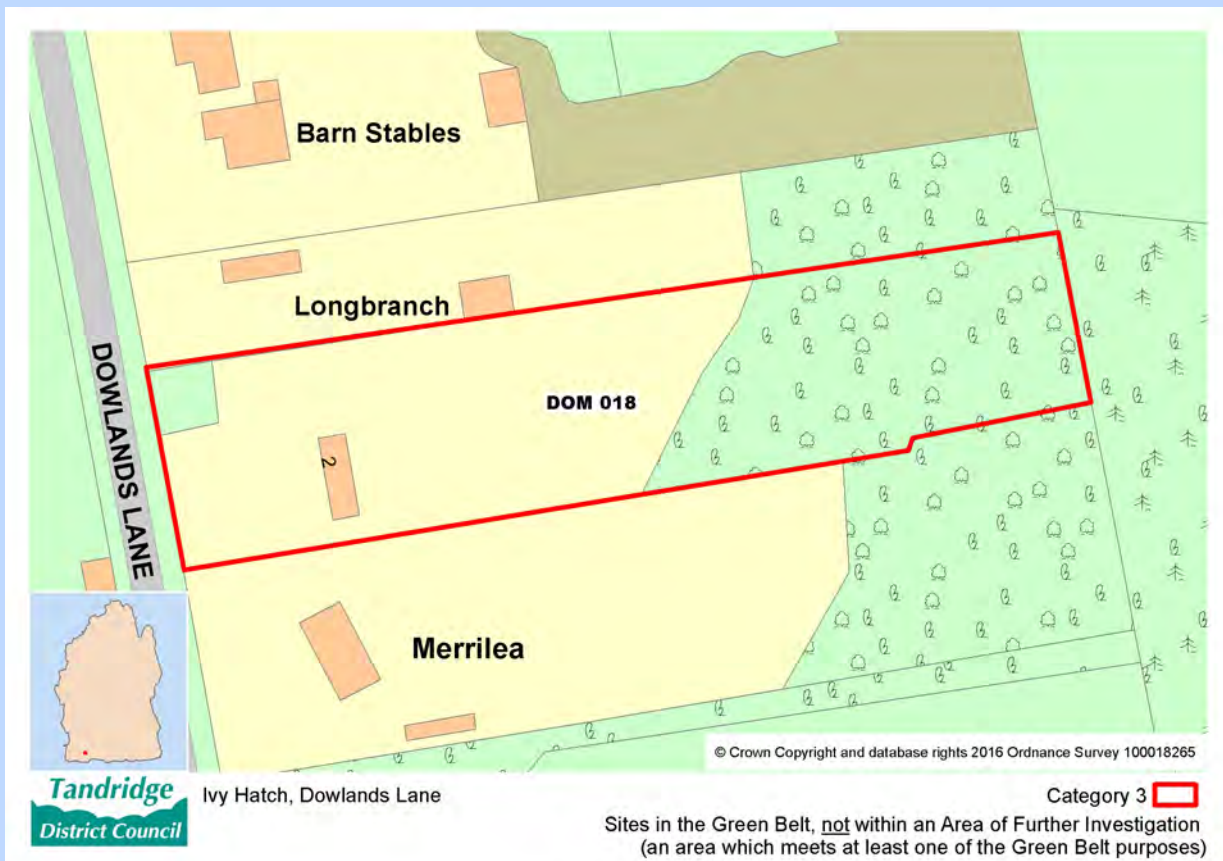 Barn Stables
Longbranch
DOWLANDS LANE
DOM 018
2
Merrilea
© Crown Copyright and database rights 2016 Ordnance Survey 100018265
Tandridge
District Council
Ivy Hatch, Dowlands Lane
Category 3
Sites in the Green Belt, not within an Area of Further Investigation
(an area which meets at least one of the Green Belt purposes)